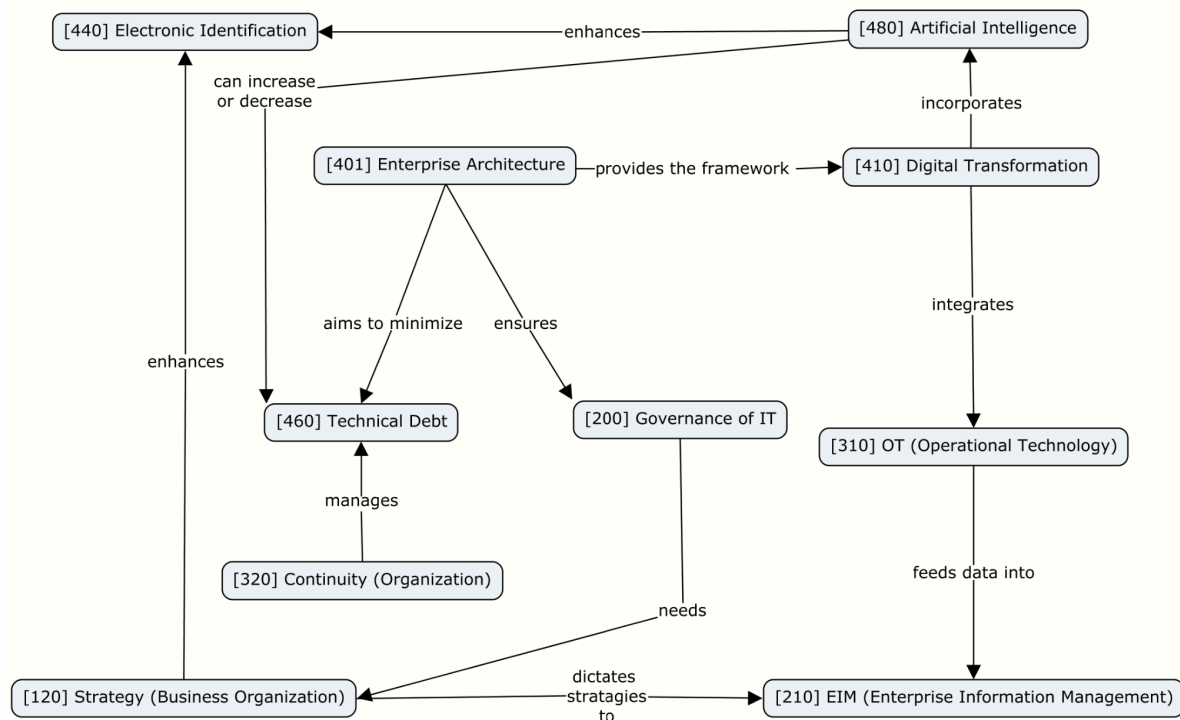 [440] Electronic Identification
enhances
[480] Artificial Intelligence
can increase
or decrease
incorporates
[401] Enterprise Architecture
provides the framework
[410] Digital Transformation
aims to minimize
ensures
integrates
enhances
[460] Technical Debt
[200] Governance of IT
[310] OT (Operational Technology)
manages
[320] Continuity (Organization)
feeds data into
needs
[120] Strategy (Business Organization)
dictates
stratagies
to
[210] EIM (Enterprise Information Management)